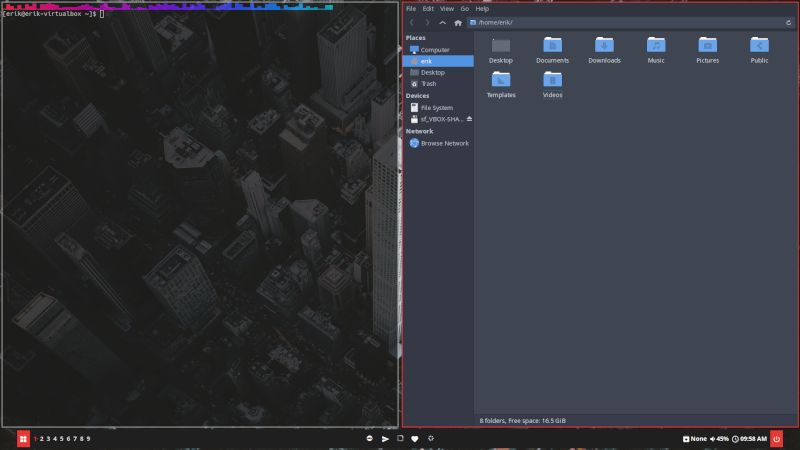 [erik@erik-virtualbox ~]$
File Edit View Go Help
/home/erik/
Places
Computer
erik
Desktop
Trash
Devices
File System
sf_VBOX-SHA...
Network
Browse Network
Desktop Documents Downloads Music Pictures Public
Templates Videos
8 folders, Free space: 16.5 GiB
1 2 3 4 5 6 7 8 9
None 45% 09:58 AM